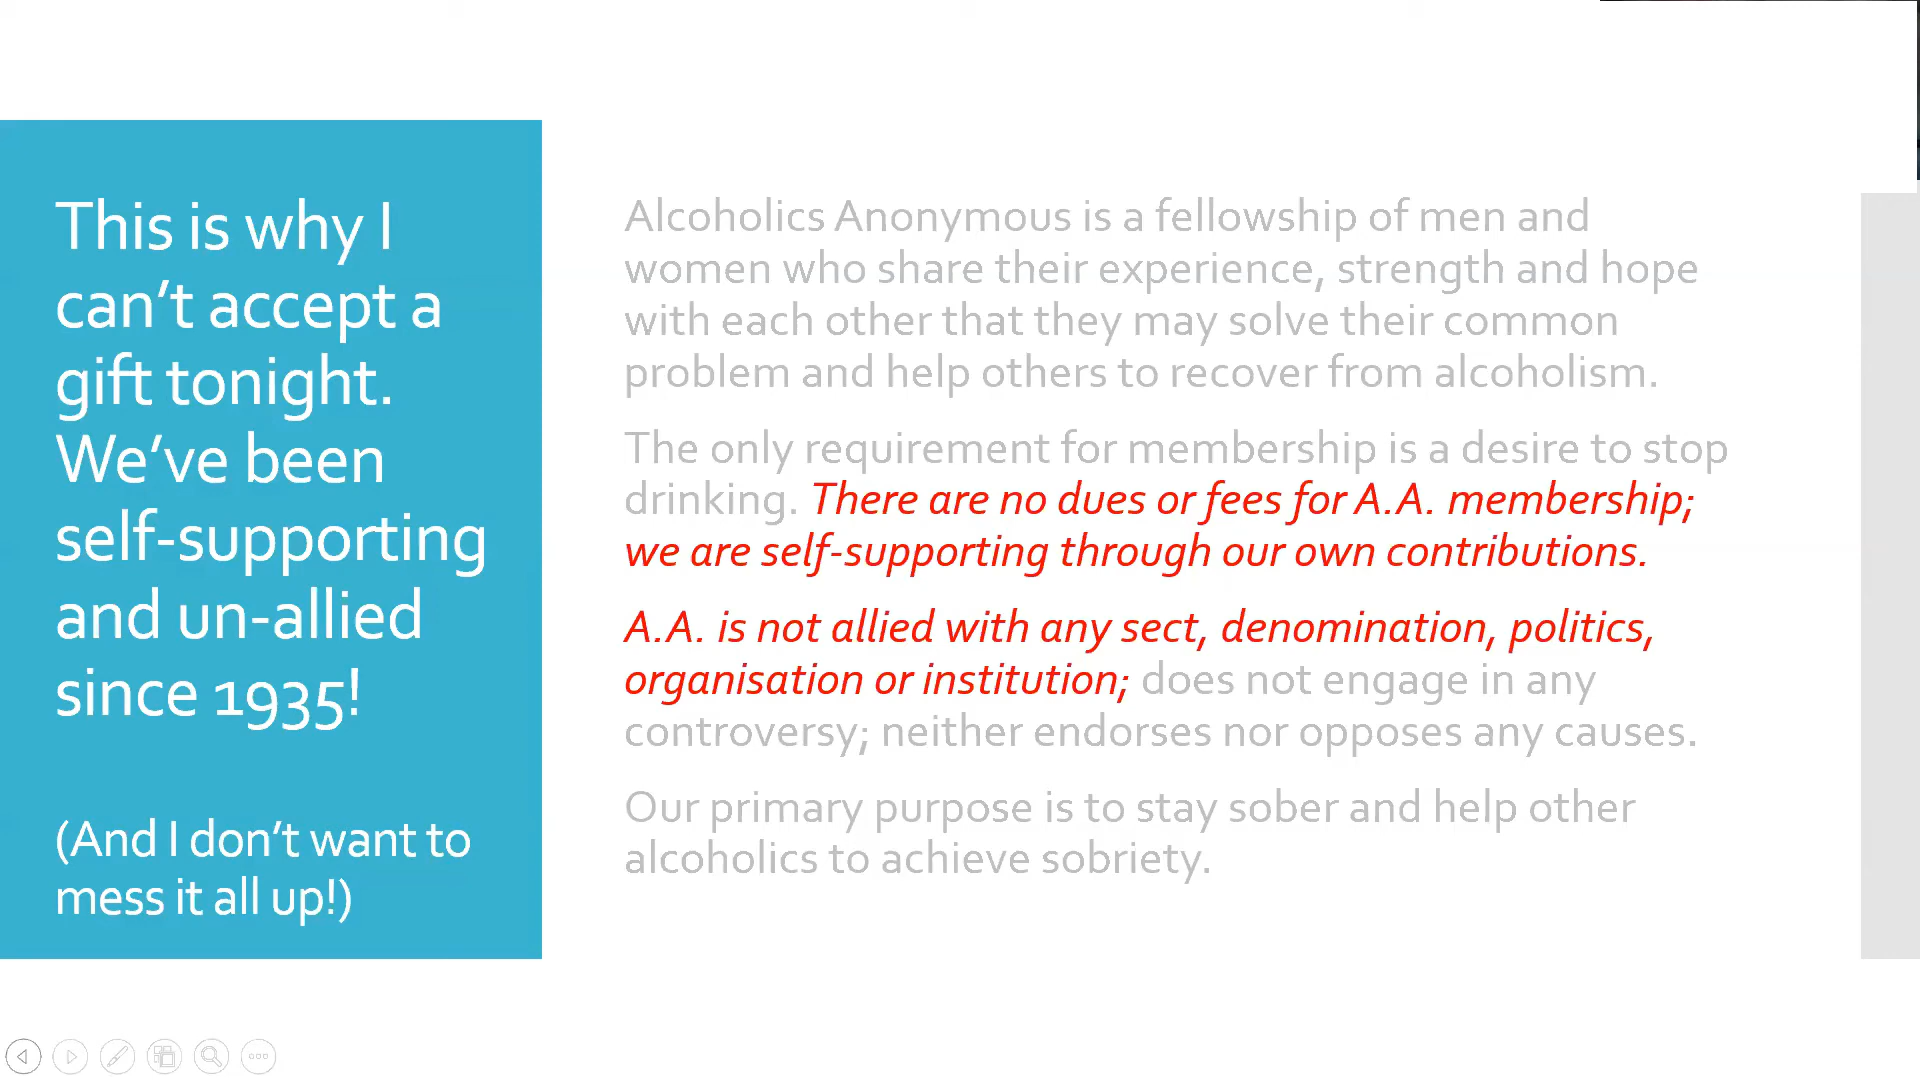 This is why I
can’t accept a
gift tonight.
We’ve been
self-supporting
and un-allied
since 1935!
(And I don’t want to
mess it all up!)
Alcoholics Anonymous is a fellowship of men and
women who share their experience, strength and hope
with each other that they may solve their common
problem and help others to recover from alcoholism.
The only requirement for membership is a desire to stop
drinking. There are no dues or fees for A.A. membership;
we are self-supporting through our own contributions.
A.A. is not allied with any sect, denomination, politics,
organisation or institution; does not engage in any
controversy; neither endorses nor opposes any causes.
Our primary purpose is to stay sober and help other
alcoholics to achieve sobriety.